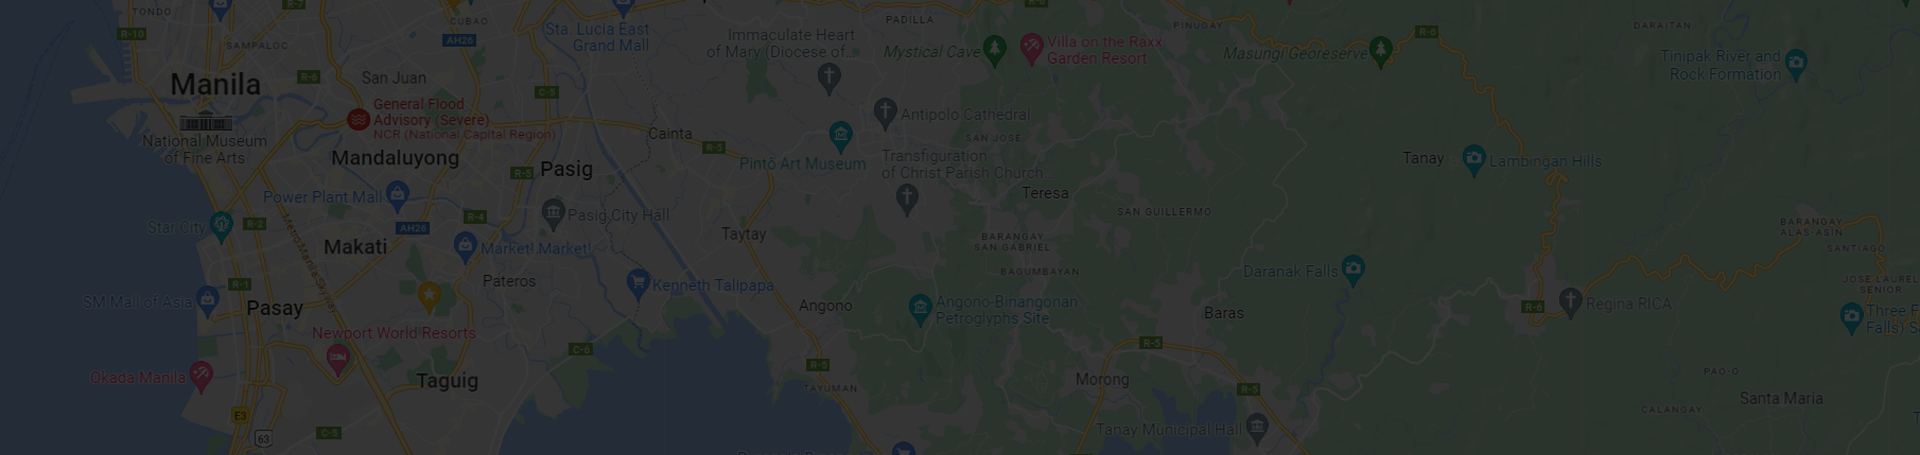 TONDO
R-10
R-7
CUBAO
AH26
Sta. Lucia East
Grand Mall
PADILLA
R-6
PINUGAY
R-6
DARAITAN
SAMPALOC
Immaculate Heart
of Mary (Diocese of...
Mystical Cave
Villa on the Raxx
Garden Resort
Masungi Georeserve
Tinipak River and
Rock Formation
Manila
R-6
San Juan
C-5
General Flood
Advisory (Severe)
NCR (National Capital Region)
Antipolo Cathedral
National Museum
of Fine Arts
Cainta
R-5
SAN JOSE
Mandaluyong
Pasig
R-5
Pinto Art Museum
Transfiguration
of Christ Parish Church
Tanay
Lambingan Hills
Power Plant Mall
Teresa
Star City
R-2
R-4
AH26
Pasig City Hall
SAN GUILLERMO
Metro Manila Skyway
Makati
Market! Market!
Taytay
BARANGAY
SAN GABRIEL
BARANGAY
ALAS-ASIN
SANTIAGO
R-1
Pateros
Kenneth Talipapa
BAGUMBAYAN
Daranak Falls
JOSE LAUREL
SENIOR
SM Mall of Asia
Pasay
Angono
Angono-Binangonan
Petroglyphs Site
Baras
R-6
Regina RICA
Three F
Falls) S
Newport World Resorts
C-6
R-5
R-5
Okada Manila
Taguig
TAYUMAN
Morong
R-5
PAO-O
Santa Maria
E3
63
C-5
CALANGAY
Tanay Municipal Hall